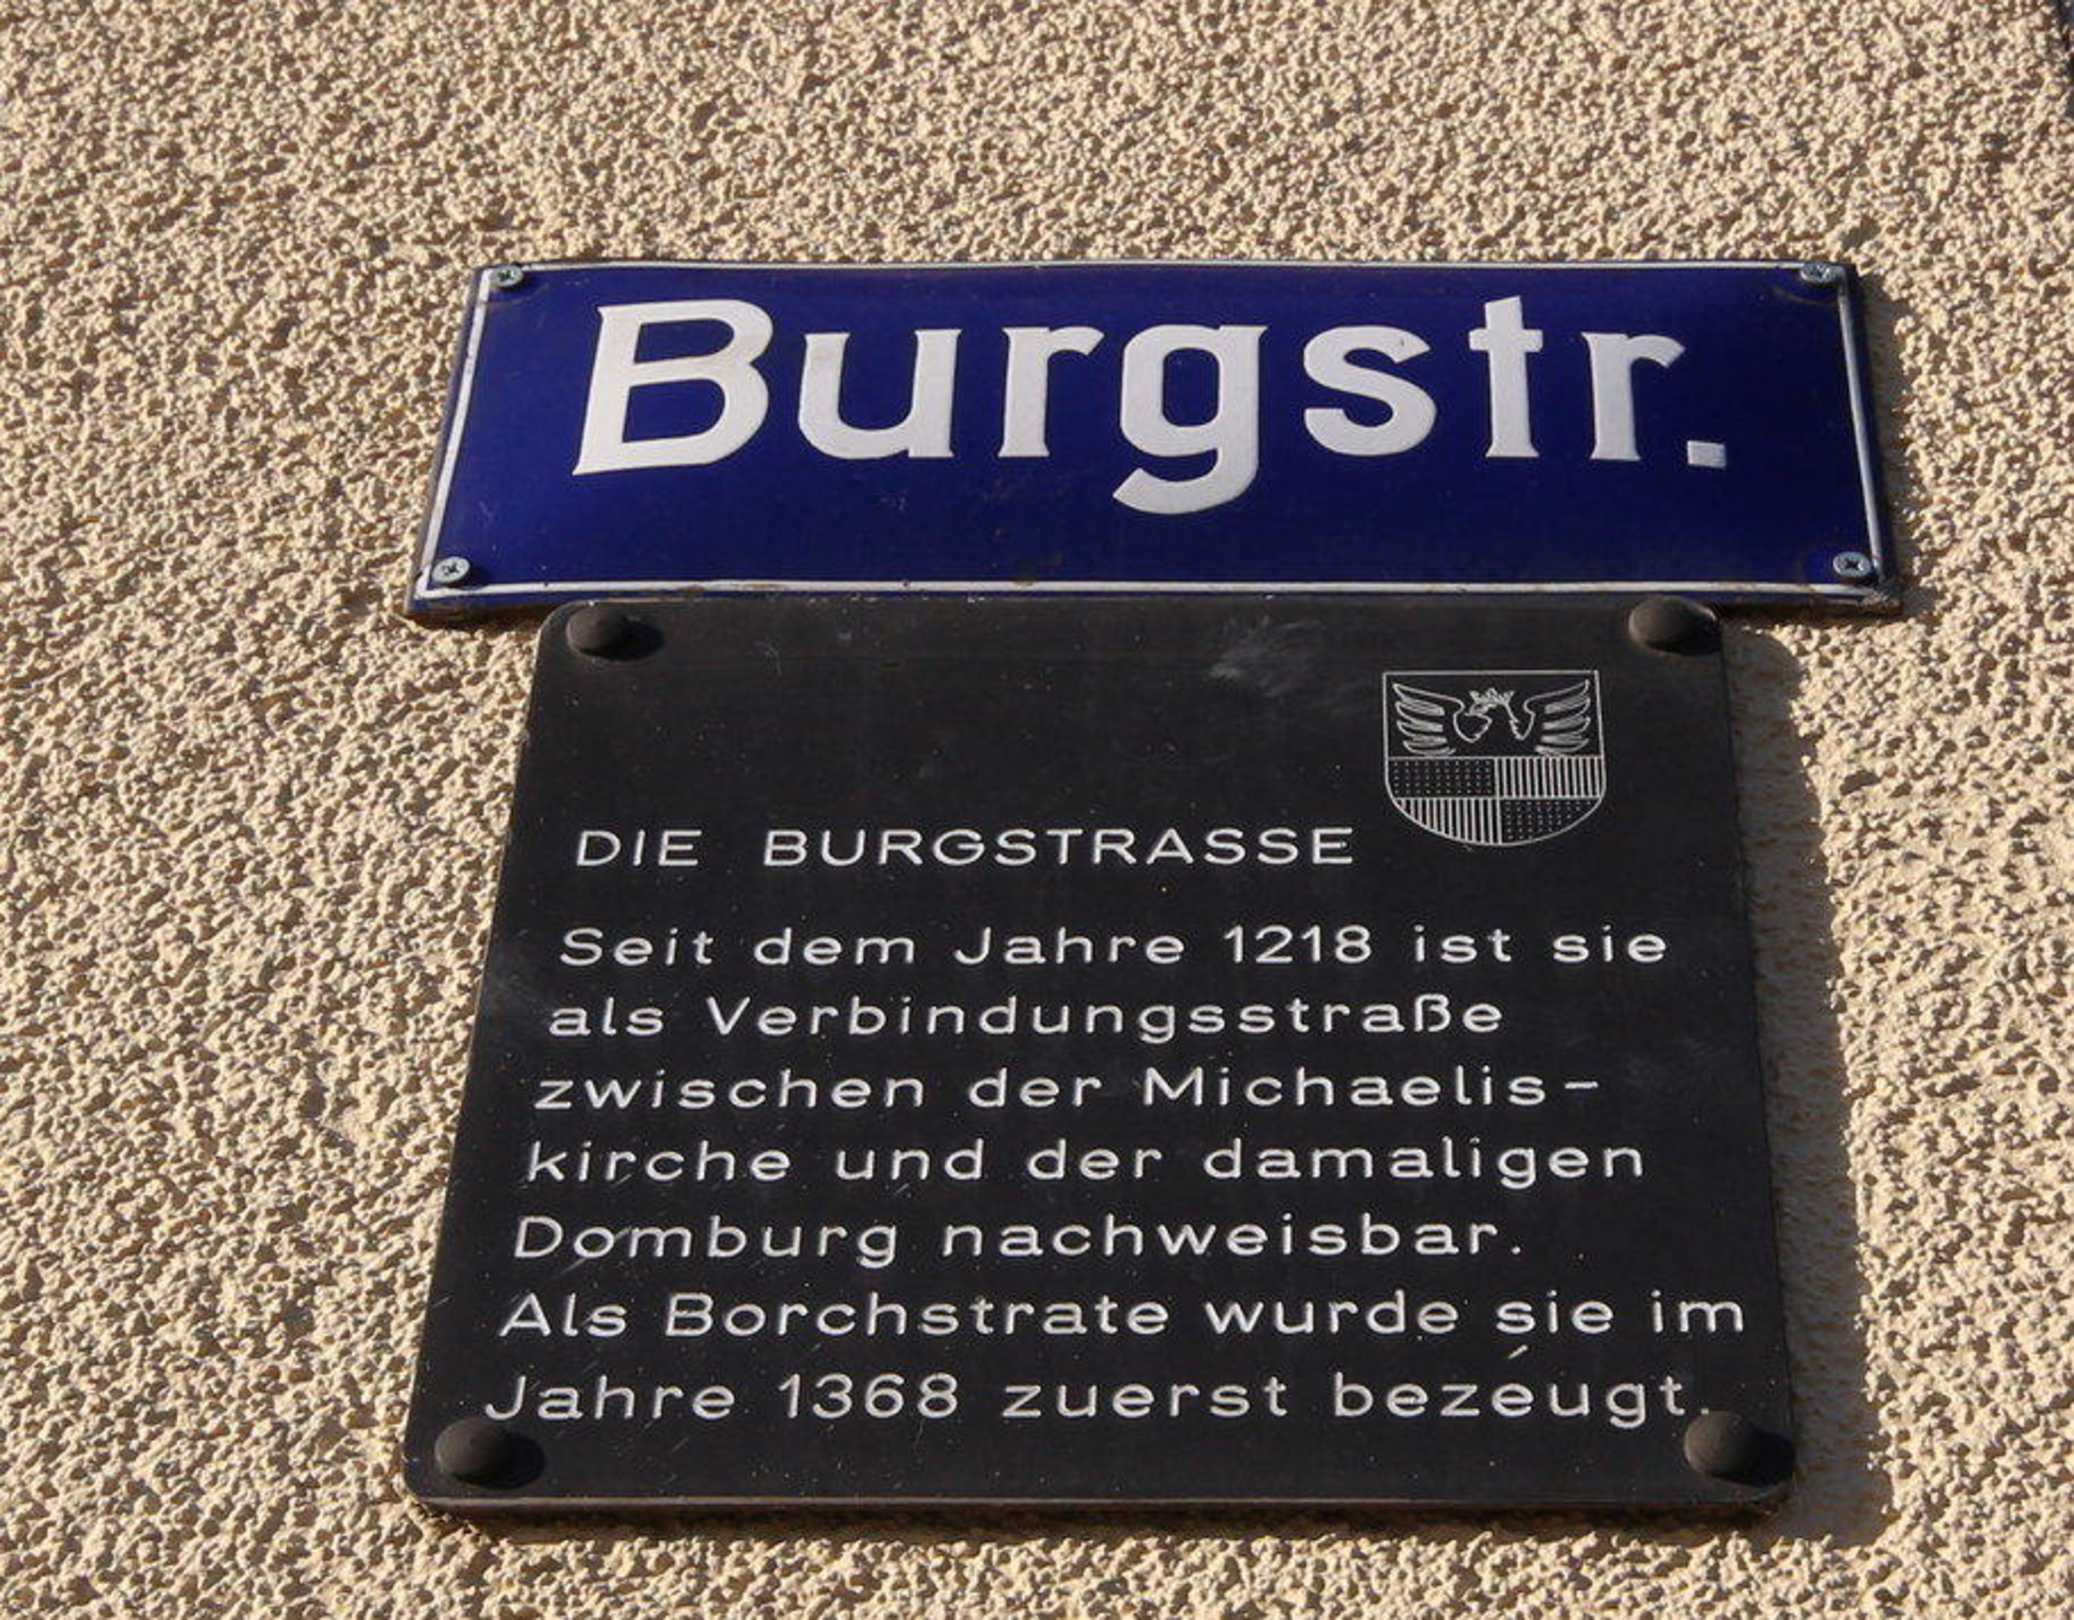 Burgstr.
DIE BURGSTRASSE
Seit dem Jahre 1218 ist sie
als Verbindungsstraße
zwischen der Michaelis-
kirche und der damaligen
Domburg nachweisbar.
Als Borchstrate wurde sie im
Jahre 1368 zuerst bezeugt.